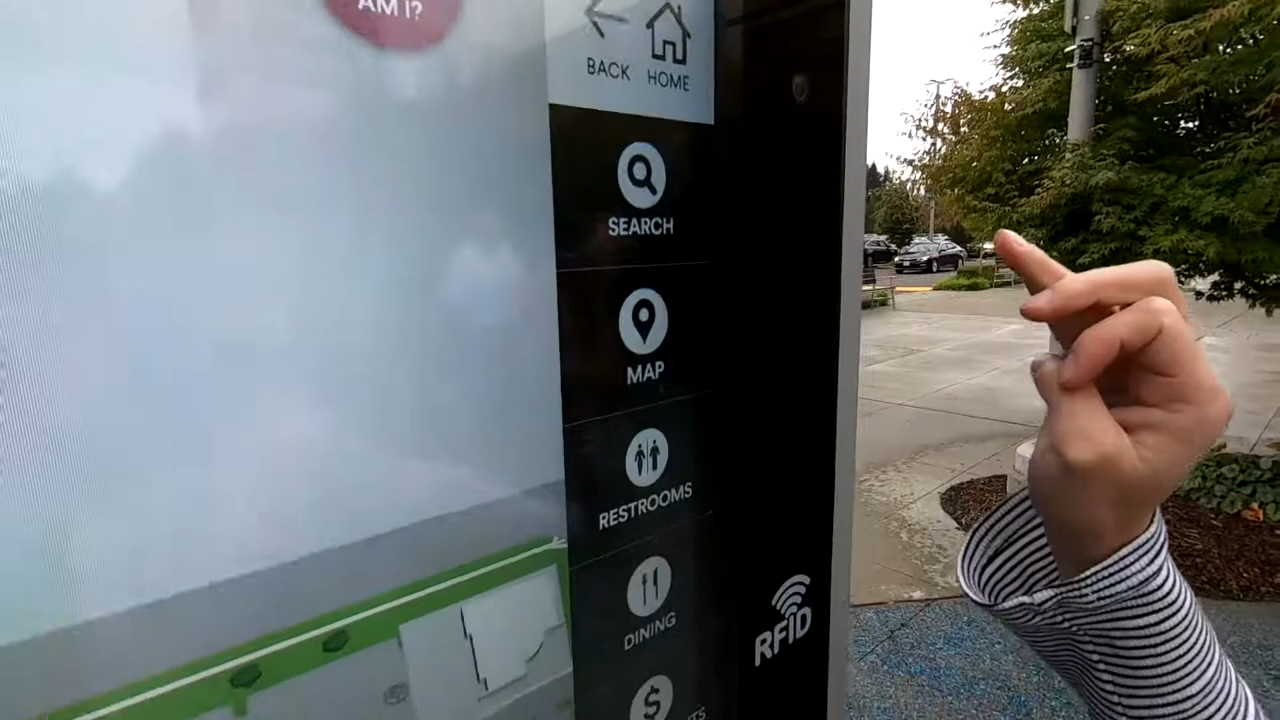 AM I?
BACK
HOME
SEARCH
MAP
RESTROOMS
DINING
RFID